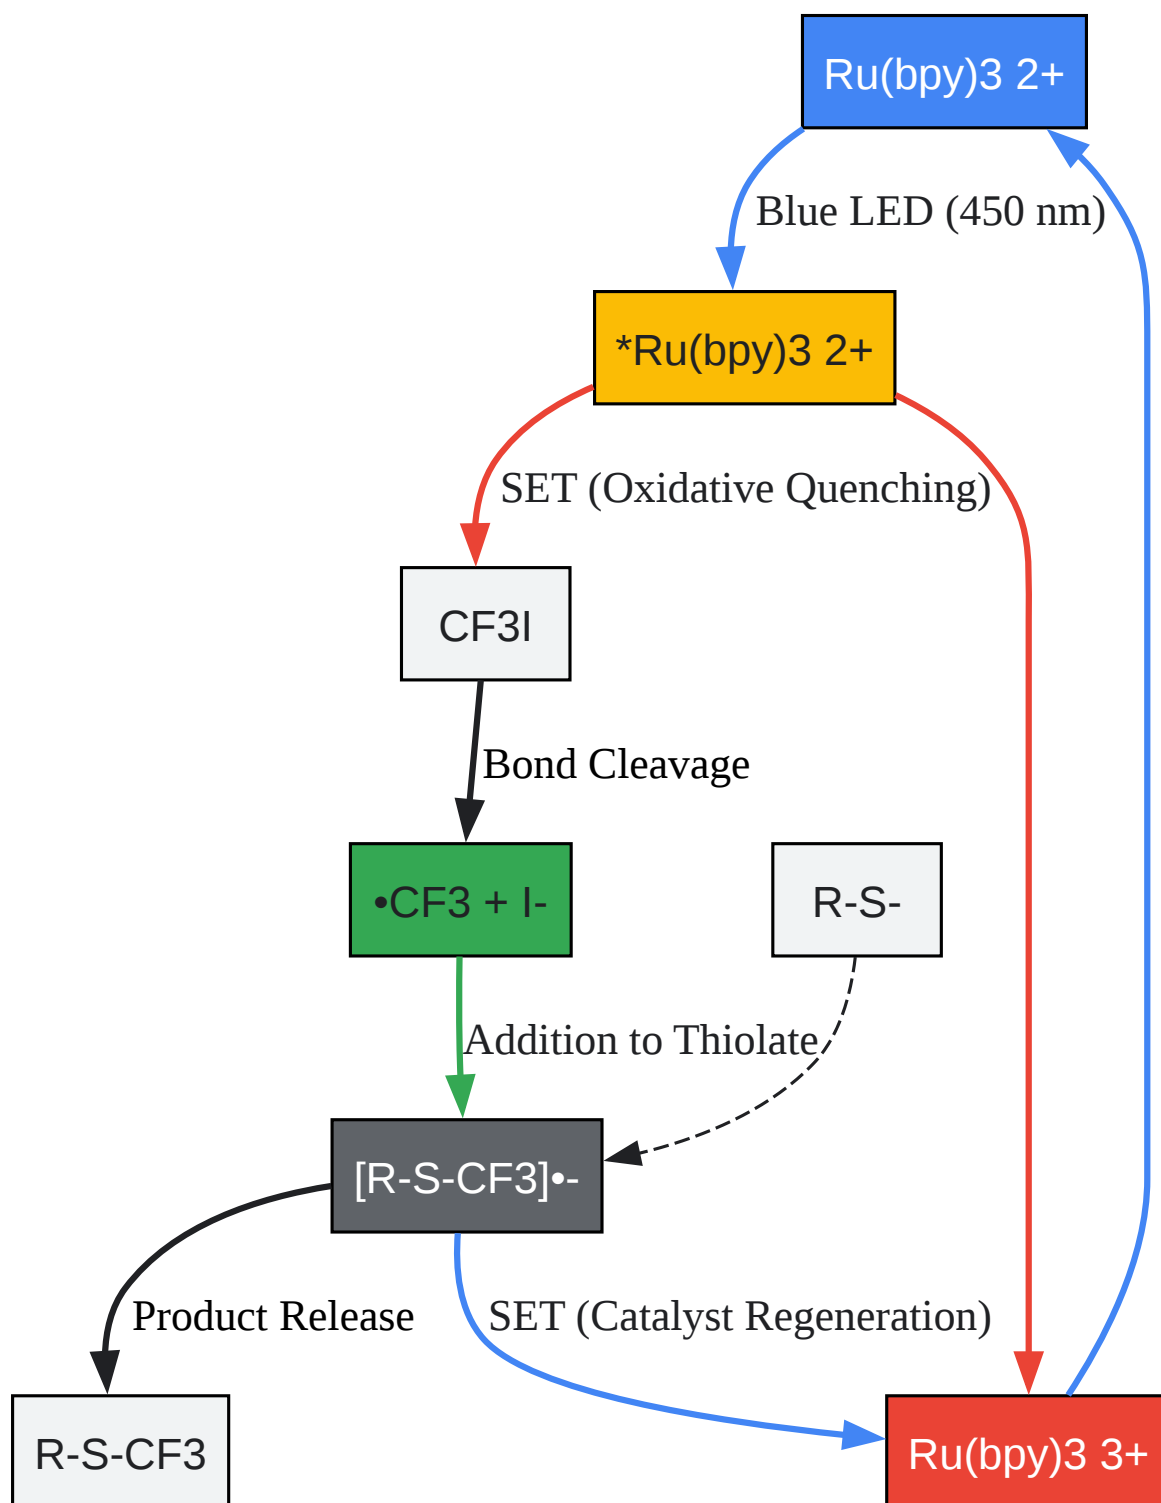 Ru(bpy)3 2+
Blue LED (450 nm)
*Ru(bpy)3 2+
SET (Oxidative Quenching)
CF3I
Bond Cleavage
•CF3 + I-
R-S-
Addition to Thiolate
[R-S-CF3]•-
Product Release
SET (Catalyst Regeneration)
R-S-CF3
Ru(bpy)3 3+